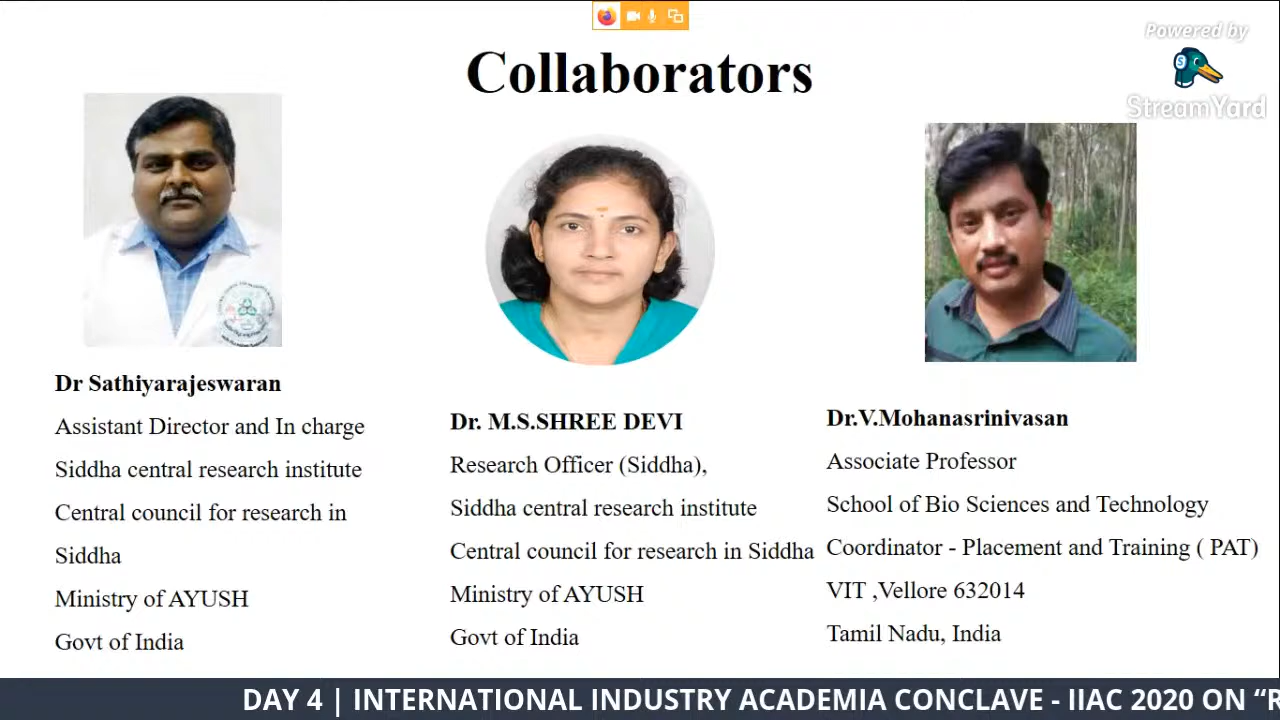 Powered by
StreamYard
Collaborators
Dr Sathiyarajeswaran
Assistant Director and In charge
Siddha central research institute
Central council for research in
Siddha
Ministry of AYUSH
Govt of India
Dr. M.S.SHREE DEVI
Research Officer (Siddha),
Siddha central research institute
Central council for research in Siddha
Ministry of AYUSH
Govt of India
Dr.V.Mohanasrinivasan
Associate Professor
School of Bio Sciences and Technology
Coordinator - Placement and Training ( PAT)
VIT ,Vellore 632014
Tamil Nadu, India
DAY 4 | INTERNATIONAL INDUSTRY ACADEMIA CONCLAVE - IIAC 2020 ON “R